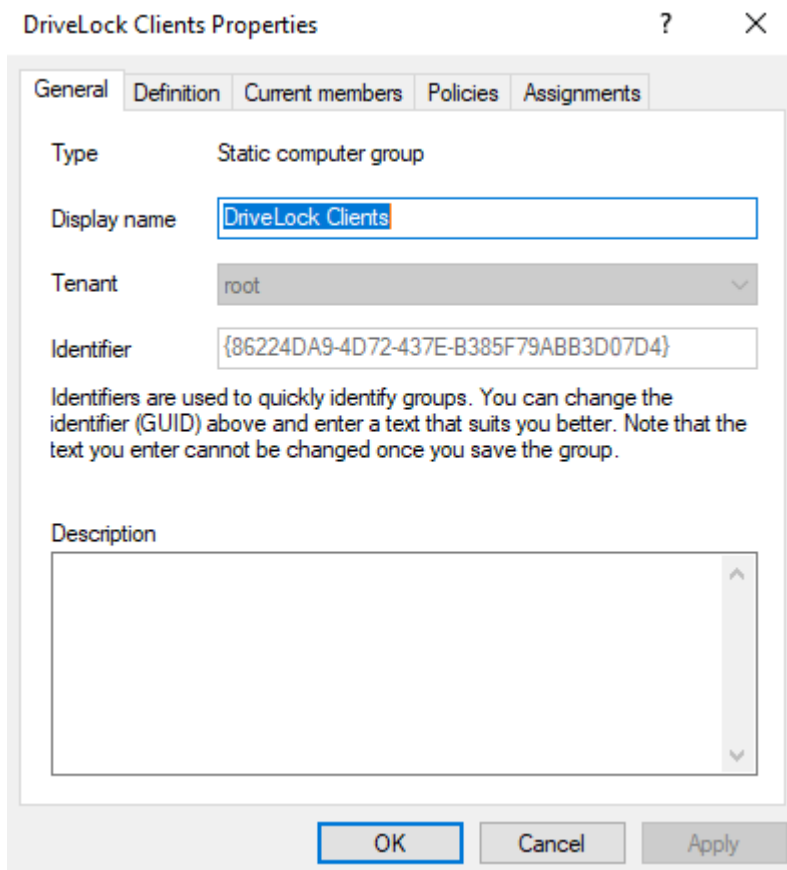 DriveLock Clients Properties ? ✕
General Definition Current members Policies Assignments
Type Static computer group
Display name DriveLock Clients
Tenant root
Identifier {86224DA9-4D72-437E-B385F79ABB3D07D4}
Identifiers are used to quickly identify groups. You can change the
identifier (GUID) above and enter a text that suits you better. Note that the
text you enter cannot be changed once you save the group.
Description
OK Cancel Apply